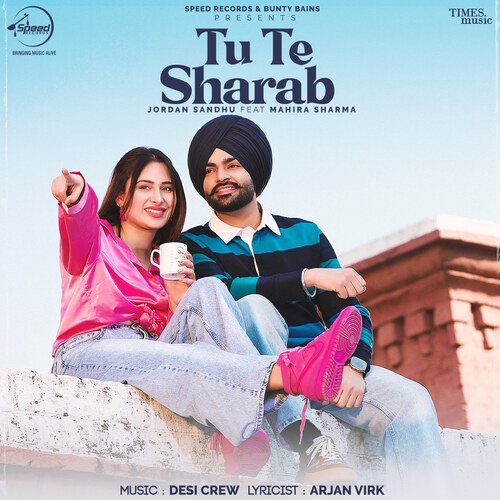 SPEED RECORDS & BUNTY BAINS
PRESENTS
Speed
RECORDS
BRINGING MUSIC ALIVE
TIMES.
music
Tu Te
Sharab
JORDAN SANDHU FEAT MAHIRA SHARMA
MUSIC : DESI CREW LYRICIST : ARJAN VIRK